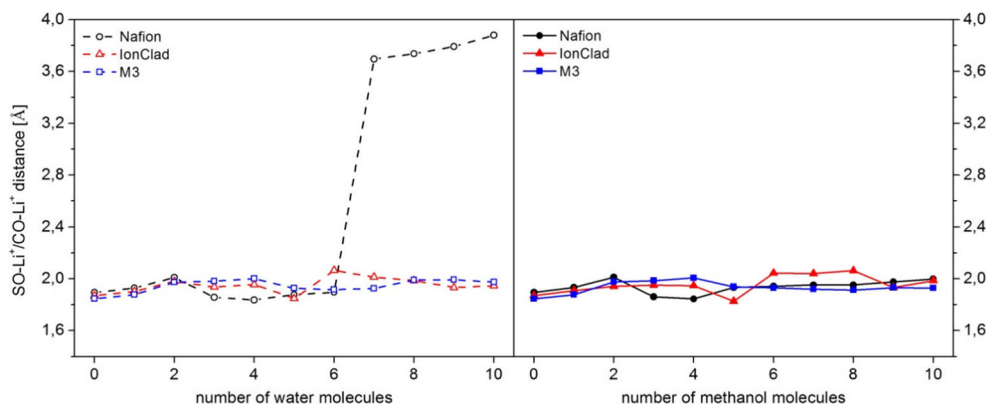 4,0
3,6
3,2
2,8
2,4
2,0
1,6
SO-Li⁺/CO-Li⁺ distance [Å]
Nafion
IonClad
M3
0 2 4 6 8 10
number of water molecules
Nafion
IonClad
M3
0 2 4 6 8 10
number of methanol molecules
4,0
3,6
3,2
2,8
2,4
2,0
1,6